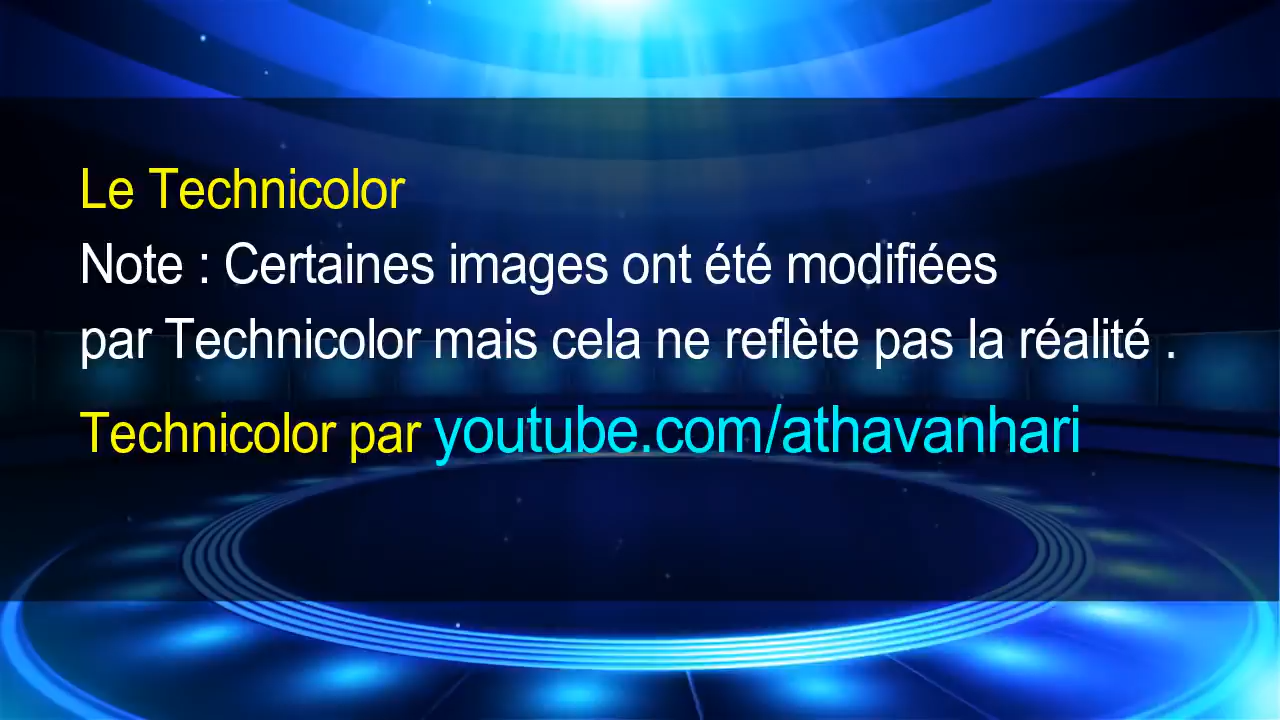 Le Technicolor
Note : Certaines images ont été modifiées
par Technicolor mais cela ne reflète pas la réalité .
Technicolor par youtube.com/athavanhari